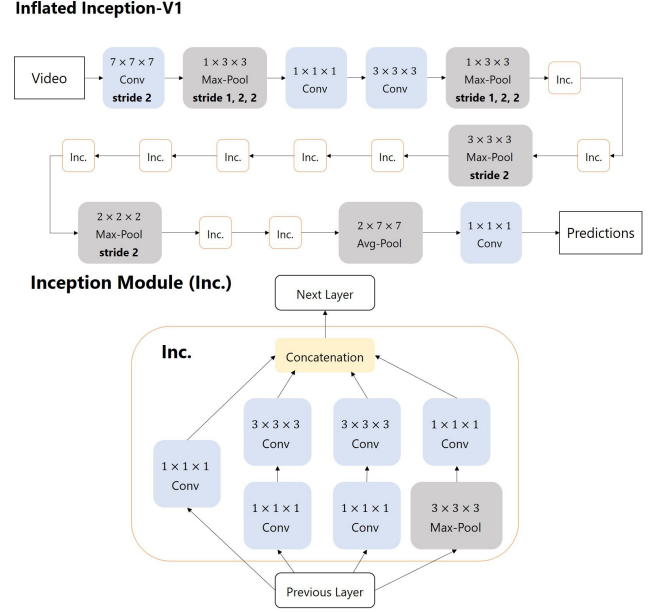 Inflated Inception-V1
Video
7 × 7 × 7
Conv
stride 2
1 × 3 × 3
Max-Pool
stride 1, 2, 2
1 × 1 × 1
Conv
3 × 3 × 3
Conv
1 × 3 × 3
Max-Pool
stride 1, 2, 2
Inc.
Inc.
3 × 3 × 3
Max-Pool
stride 2
Inc.
Inc.
Inc.
Inc.
Inc.
2 × 2 × 2
Max-Pool
stride 2
Inc.
Inc.
2 × 7 × 7
Avg-Pool
1 × 1 × 1
Conv
Predictions
Inception Module (Inc.)
Next Layer
Inc.
Concatenation
1 × 1 × 1
Conv
3 × 3 × 3
Conv
3 × 3 × 3
Conv
1 × 1 × 1
Conv
1 × 1 × 1
Conv
1 × 1 × 1
Conv
3 × 3 × 3
Max-Pool
Previous Layer